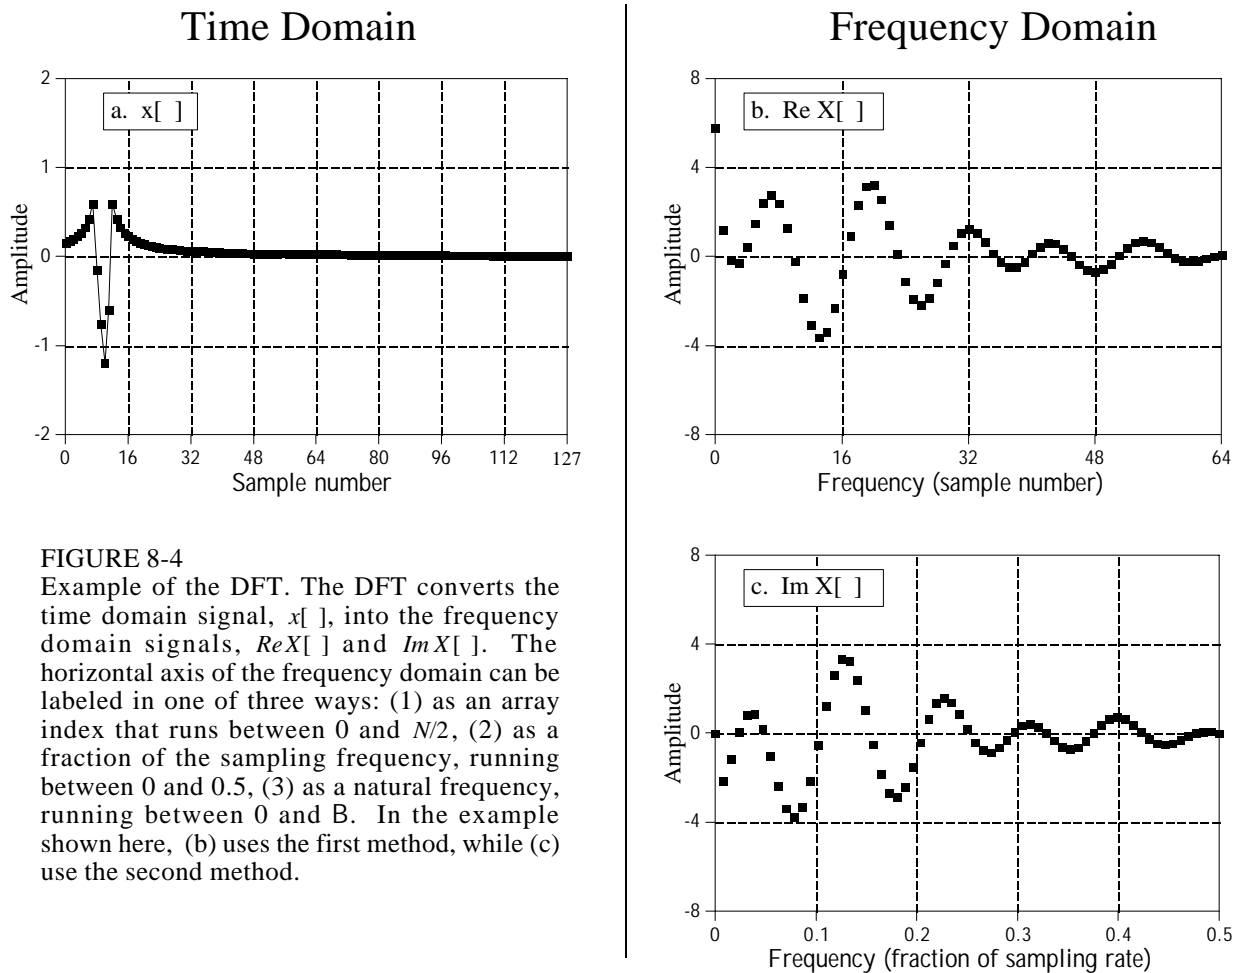 Time Domain
Frequency Domain
a. x[ ]
2
1
0
-1
-2
Amplitude
0 16 32 48 64 80 96 112 127
Sample number
b. Re X[ ]
8
4
0
-4
-8
Amplitude
0 16 32 48 64
Frequency (sample number)
FIGURE 8-4
Example of the DFT. The DFT converts the
time domain signal, x[ ], into the frequency
domain signals, ReX[ ] and ImX[ ]. The
horizontal axis of the frequency domain can be
labeled in one of three ways: (1) as an array
index that runs between 0 and N/2, (2) as a
fraction of the sampling frequency, running
between 0 and 0.5, (3) as a natural frequency,
running between 0 and B. In the example
shown here, (b) uses the first method, while (c)
use the second method.
c. Im X[ ]
8
4
0
-4
-8
Amplitude
0 0.1 0.2 0.3 0.4 0.5
Frequency (fraction of sampling rate)